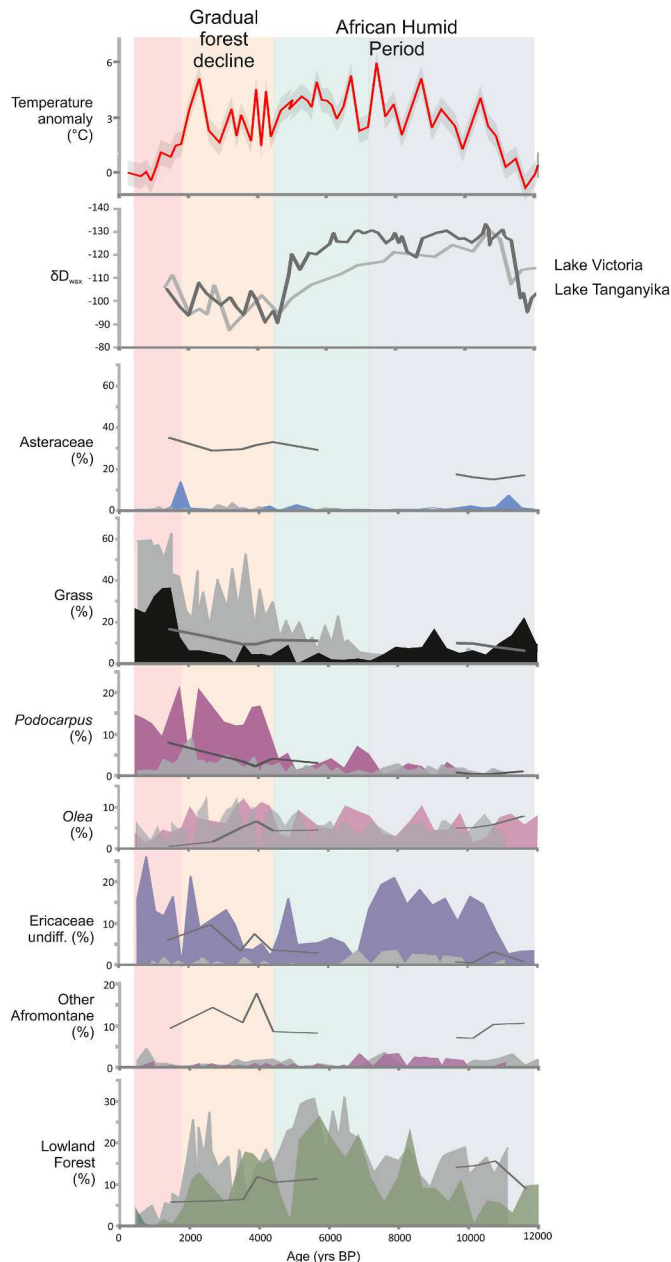 Gradual
forest
decline
African Humid
Period
Temperature
anomaly
(°C)
6
3
0
δD_wax
-140
-130
-120
-110
-100
-90
-80
Lake Victoria
Lake Tanganyika
Asteraceae
(%)
60
40
20
0
Grass
(%)
60
40
20
0
Podocarpus
(%)
20
10
0
Olea
(%)
10
5
0
Ericaceae
undiff. (%)
20
10
0
Other
Afromontane
(%)
20
10
0
Lowland
Forest
(%)
30
20
10
0
0
2000
4000
6000
8000
10000
12000
Age (yrs BP)